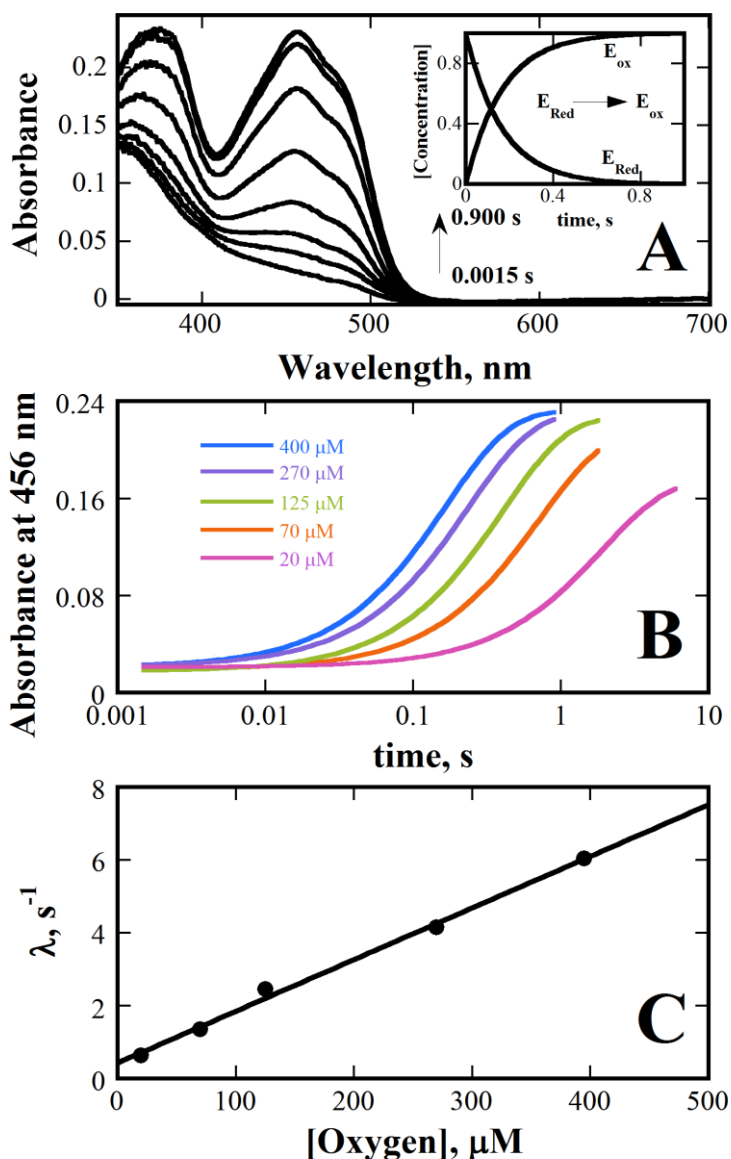 Absorbance
0.2
0.15
0.1
0.05
0
400
500
600
700
Wavelength, nm
[Concentration]
0.8
0.4
0
0
0.4
0.8
time, s
E_ox
E_Red → E_ox
E_Red
0.900 s
0.0015 s
A
Absorbance at 456 nm
0.24
0.16
0.08
0
0.001
0.01
0.1
1
10
time, s
400 μM
270 μM
125 μM
70 μM
20 μM
B
λ, s⁻¹
8
6
4
2
0
0
100
200
300
400
500
[Oxygen], μM
C